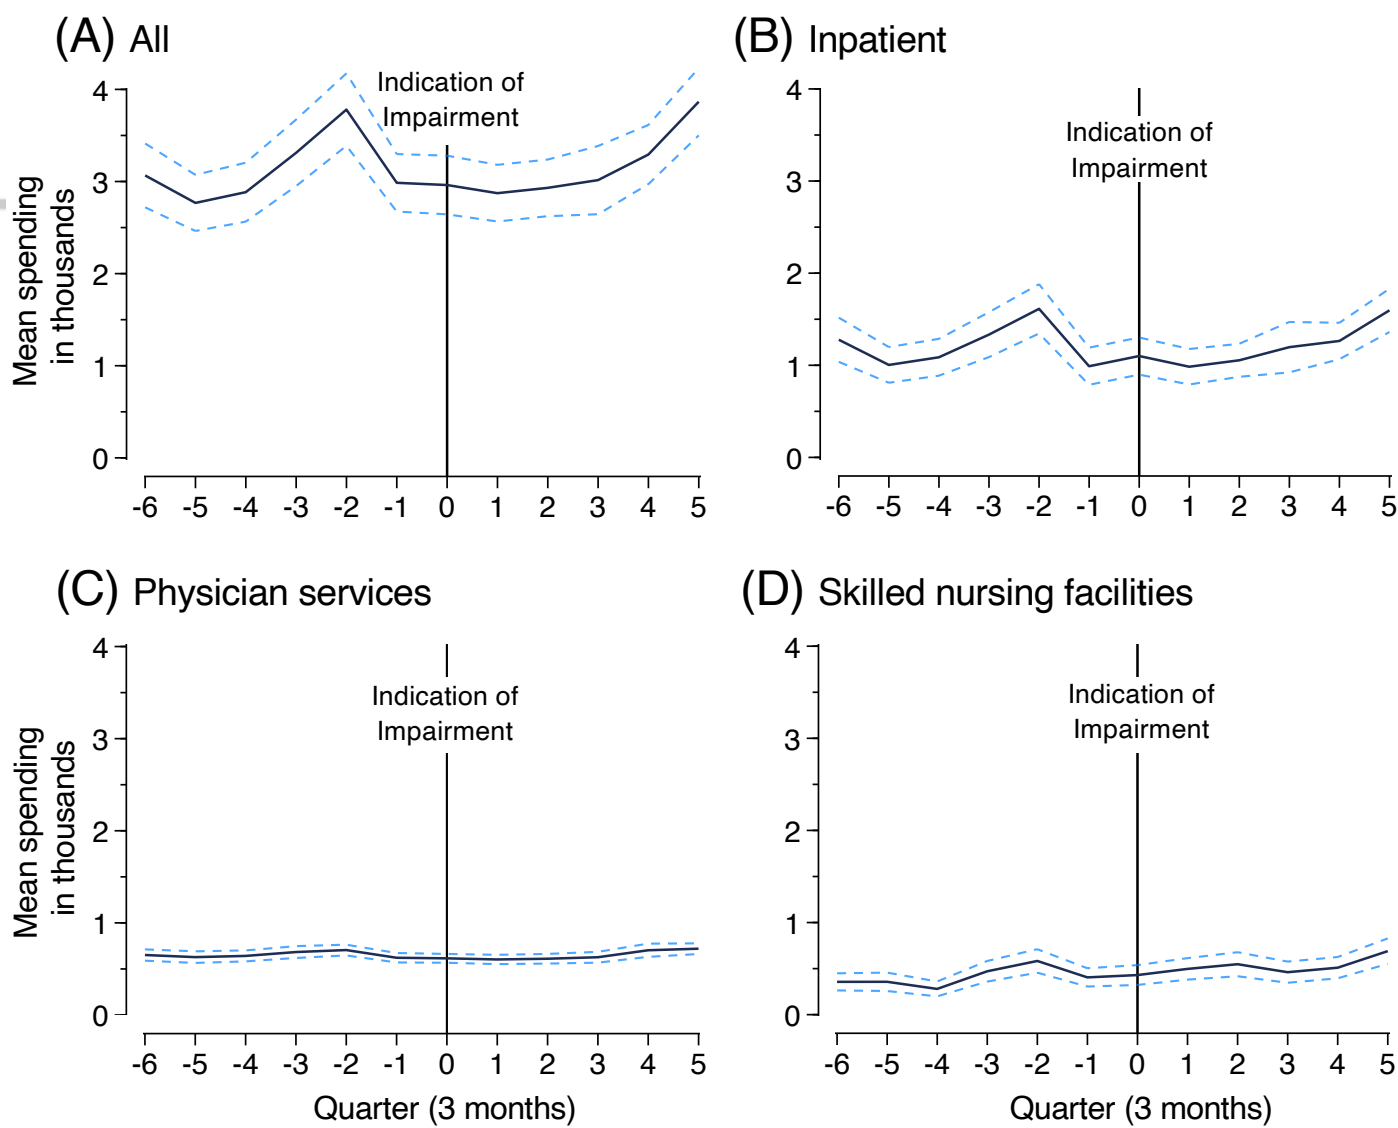 (A) All
Indication of
Impairment
Mean spending
in thousands
4
3
2
1
0
-6 -5 -4 -3 -2 -1 0 1 2 3 4 5
(B) Inpatient
Indication of
Impairment
4
3
2
1
0
-6 -5 -4 -3 -2 -1 0 1 2 3 4 5
(C) Physician services
Indication of
Impairment
Mean spending
in thousands
4
3
2
1
0
-6 -5 -4 -3 -2 -1 0 1 2 3 4 5
Quarter (3 months)
(D) Skilled nursing facilities
Indication of
Impairment
4
3
2
1
0
-6 -5 -4 -3 -2 -1 0 1 2 3 4 5
Quarter (3 months)